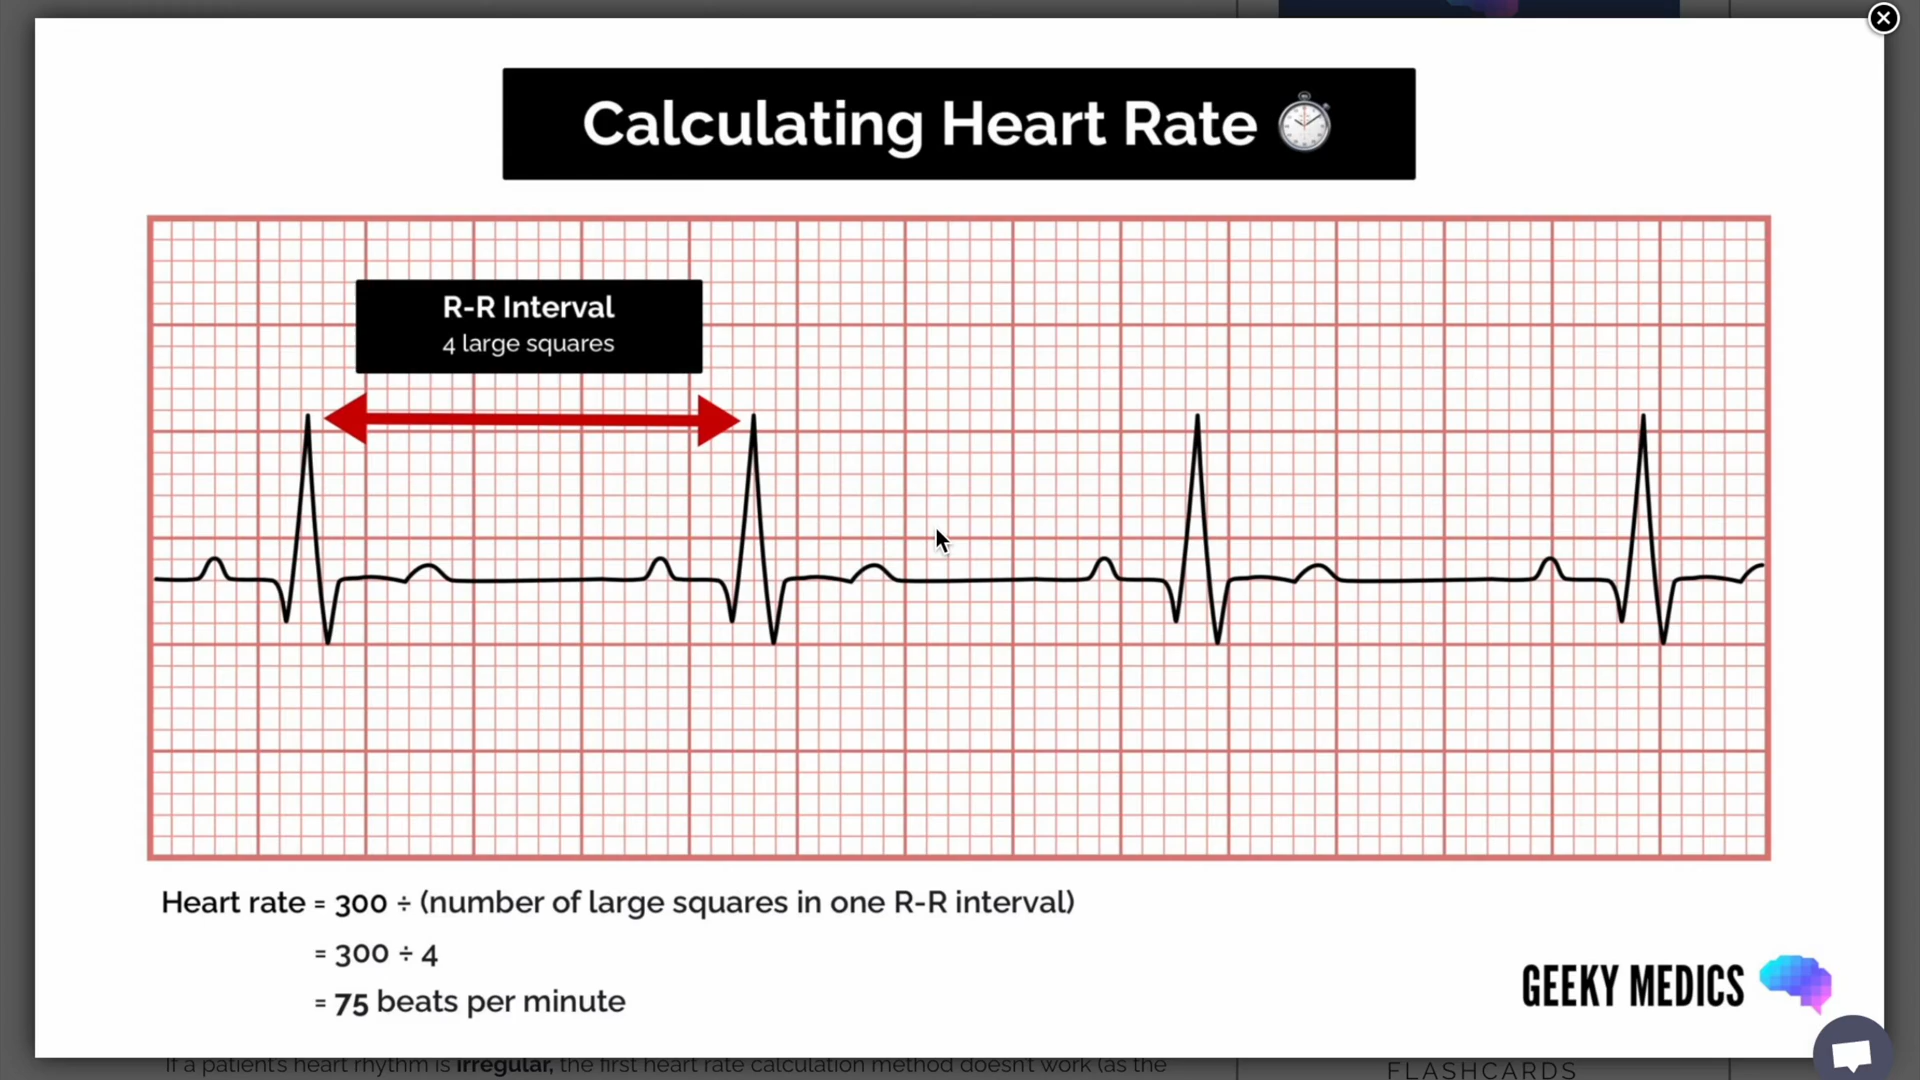 Calculating Heart Rate
R-R Interval
4 large squares
Heart rate = 300 ÷ (number of large squares in one R-R interval)
= 300 ÷ 4
= 75 beats per minute
GEEKY MEDICS
If a patient's heart rhythm is irregular, the first heart rate calculation method doesn't work (as the
FLASHCARDS